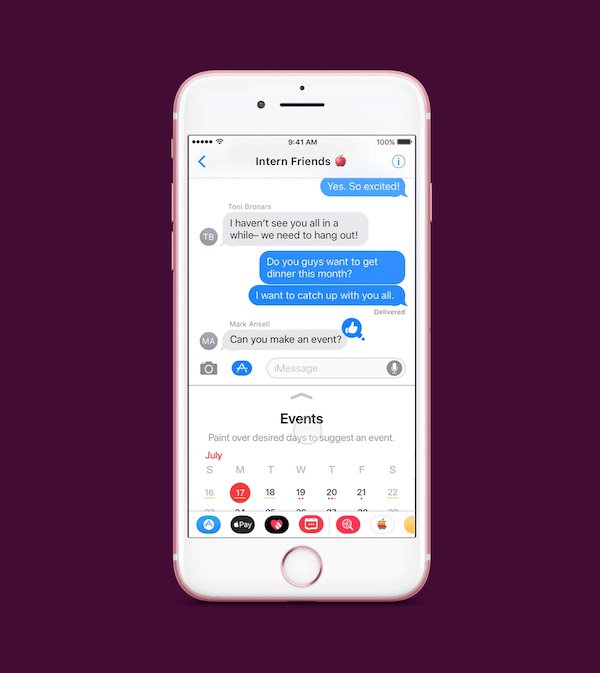 9:41 AM
100%
Intern Friends
Yes. So excited!
Toni Bronars
I haven't see you all in a
while– we need to hang out!
TB
Do you guys want to get
dinner this month?
I want to catch up with you all.
Delivered
Mark Ansell
Can you make an event?
MA
iMessage
Events
Paint over desired days to suggest an event.
July
S M T W T F S
16 17 18 19 20 21 22
Pay